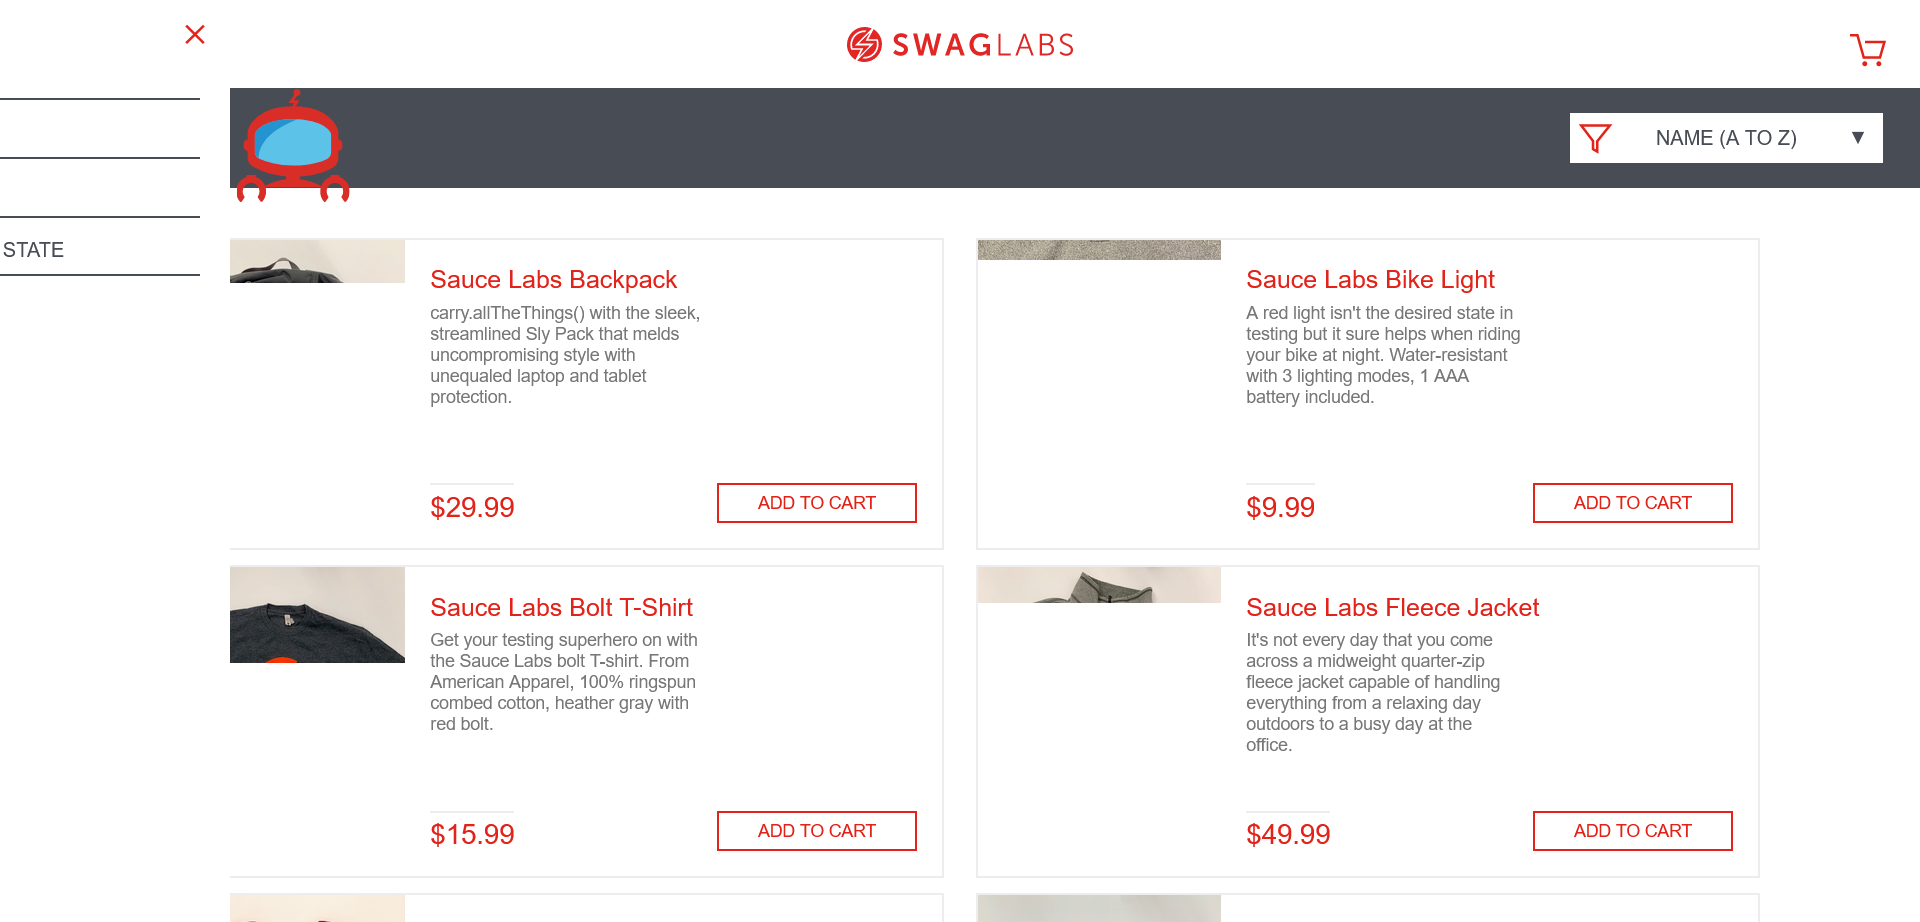 SWAGLABS
NAME (A TO Z)
STATE
Sauce Labs Backpack
carry.allTheThings() with the sleek,
streamlined Sly Pack that melds
uncompromising style with
unequaled laptop and tablet
protection.
$29.99
ADD TO CART
Sauce Labs Bike Light
A red light isn't the desired state in
testing but it sure helps when riding
your bike at night. Water-resistant
with 3 lighting modes, 1 AAA
battery included.
$9.99
ADD TO CART
Sauce Labs Bolt T-Shirt
Get your testing superhero on with
the Sauce Labs bolt T-shirt. From
American Apparel, 100% ringspun
combed cotton, heather gray with
red bolt.
$15.99
ADD TO CART
Sauce Labs Fleece Jacket
It's not every day that you come
across a midweight quarter-zip
fleece jacket capable of handling
everything from a relaxing day
outdoors to a busy day at the
office.
$49.99
ADD TO CART